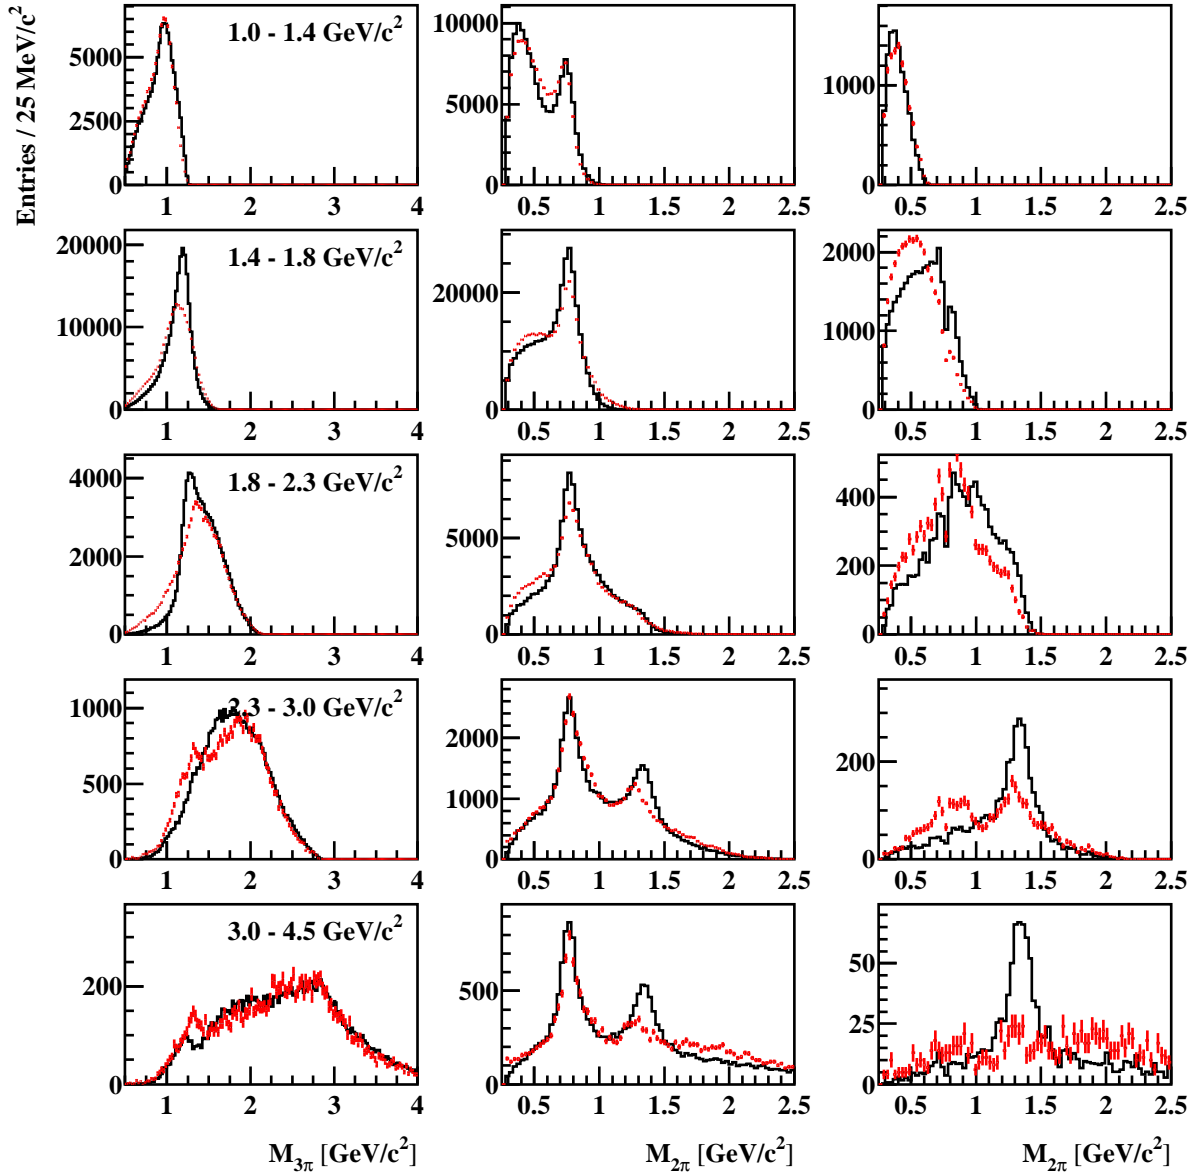 Entries / 25 MeV/c²
1.0 - 1.4 GeV/c²
0 2500 5000
1 2 3 4
0 5000 10000
0.5 1 1.5 2 2.5
0 1000
0.5 1 1.5 2 2.5
1.4 - 1.8 GeV/c²
0 10000 20000
1 2 3 4
0 20000
0.5 1 1.5 2 2.5
0 1000 2000
0.5 1 1.5 2 2.5
1.8 - 2.3 GeV/c²
0 2000 4000
1 2 3 4
0 5000
0.5 1 1.5 2 2.5
0 200 400
0.5 1 1.5 2 2.5
2.3 - 3.0 GeV/c²
0 500 1000
1 2 3 4
0 1000 2000
0.5 1 1.5 2 2.5
0 200
0.5 1 1.5 2 2.5
3.0 - 4.5 GeV/c²
0 200
1 2 3 4
0 500
0.5 1 1.5 2 2.5
0 25 50
0.5 1 1.5 2 2.5
M₃π [GeV/c²]
M₂π [GeV/c²]
M₂π [GeV/c²]